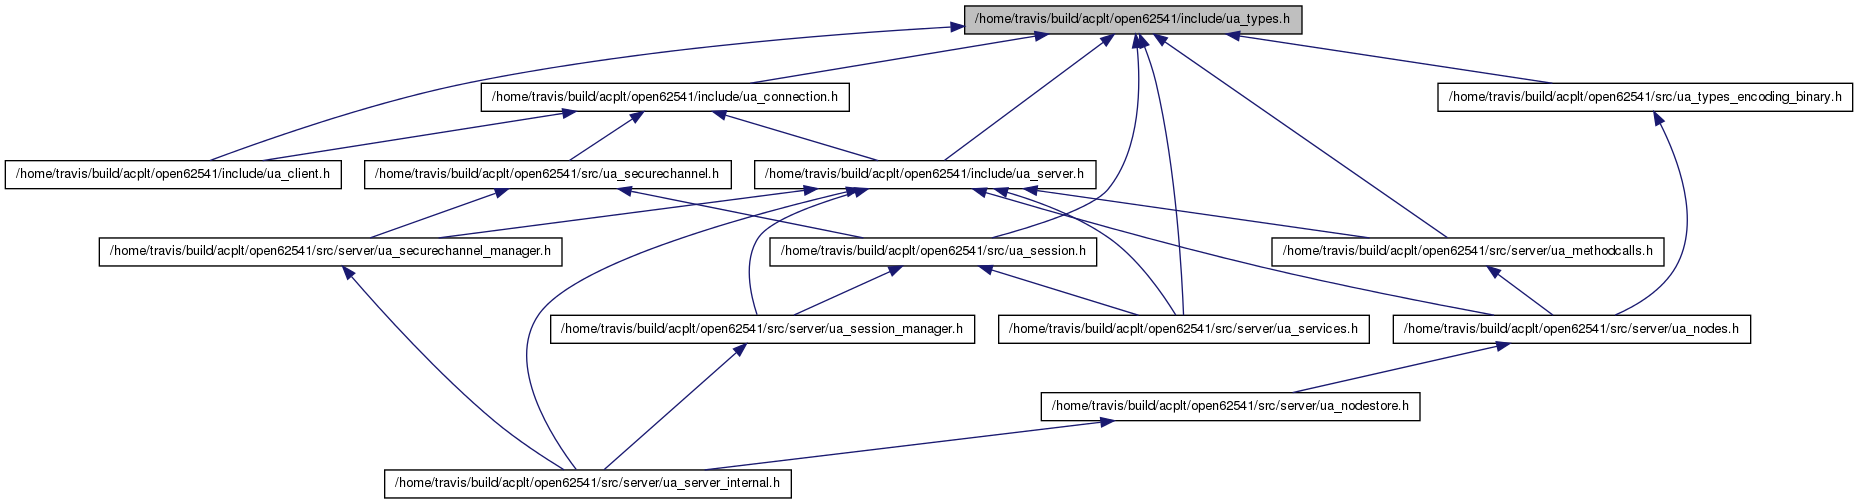 /home/travis/build/acplt/open62541/include/ua_types.h
/home/travis/build/acplt/open62541/include/ua_connection.h
/home/travis/build/acplt/open62541/src/ua_types_encoding_binary.h
/home/travis/build/acplt/open62541/include/ua_client.h
/home/travis/build/acplt/open62541/src/ua_securechannel.h
/home/travis/build/acplt/open62541/include/ua_server.h
/home/travis/build/acplt/open62541/src/server/ua_securechannel_manager.h
/home/travis/build/acplt/open62541/src/ua_session.h
/home/travis/build/acplt/open62541/src/server/ua_methodcalls.h
/home/travis/build/acplt/open62541/src/server/ua_session_manager.h
/home/travis/build/acplt/open62541/src/server/ua_services.h
/home/travis/build/acplt/open62541/src/server/ua_nodes.h
/home/travis/build/acplt/open62541/src/server/ua_nodestore.h
/home/travis/build/acplt/open62541/src/server/ua_server_internal.h